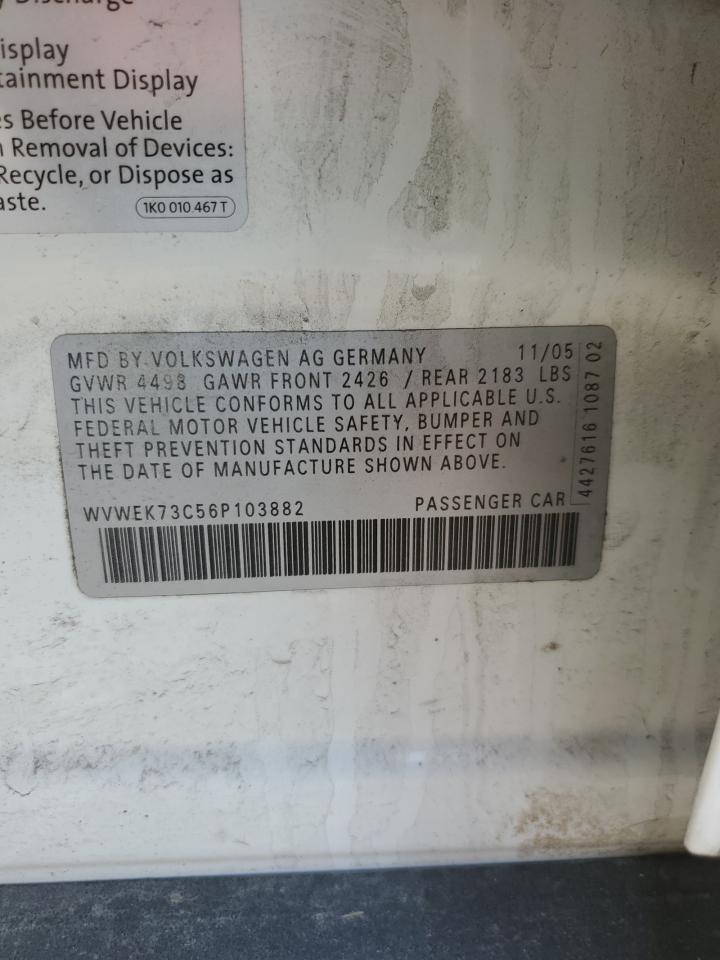 Discharge
isplay
tainment Display
es Before Vehicle
n Removal of Devices:
Recycle, or Dispose as
aste.
1K0 010 467 T
MFD BY VOLKSWAGEN AG GERMANY 11/05
GVWR 4498 GAWR FRONT 2426 / REAR 2183 LBS
THIS VEHICLE CONFORMS TO ALL APPLICABLE U.S.
FEDERAL MOTOR VEHICLE SAFETY, BUMPER AND
THEFT PREVENTION STANDARDS IN EFFECT ON
THE DATE OF MANUFACTURE SHOWN ABOVE.
WVWEK73C56P103882 PASSENGER CAR
4427616 1087 02